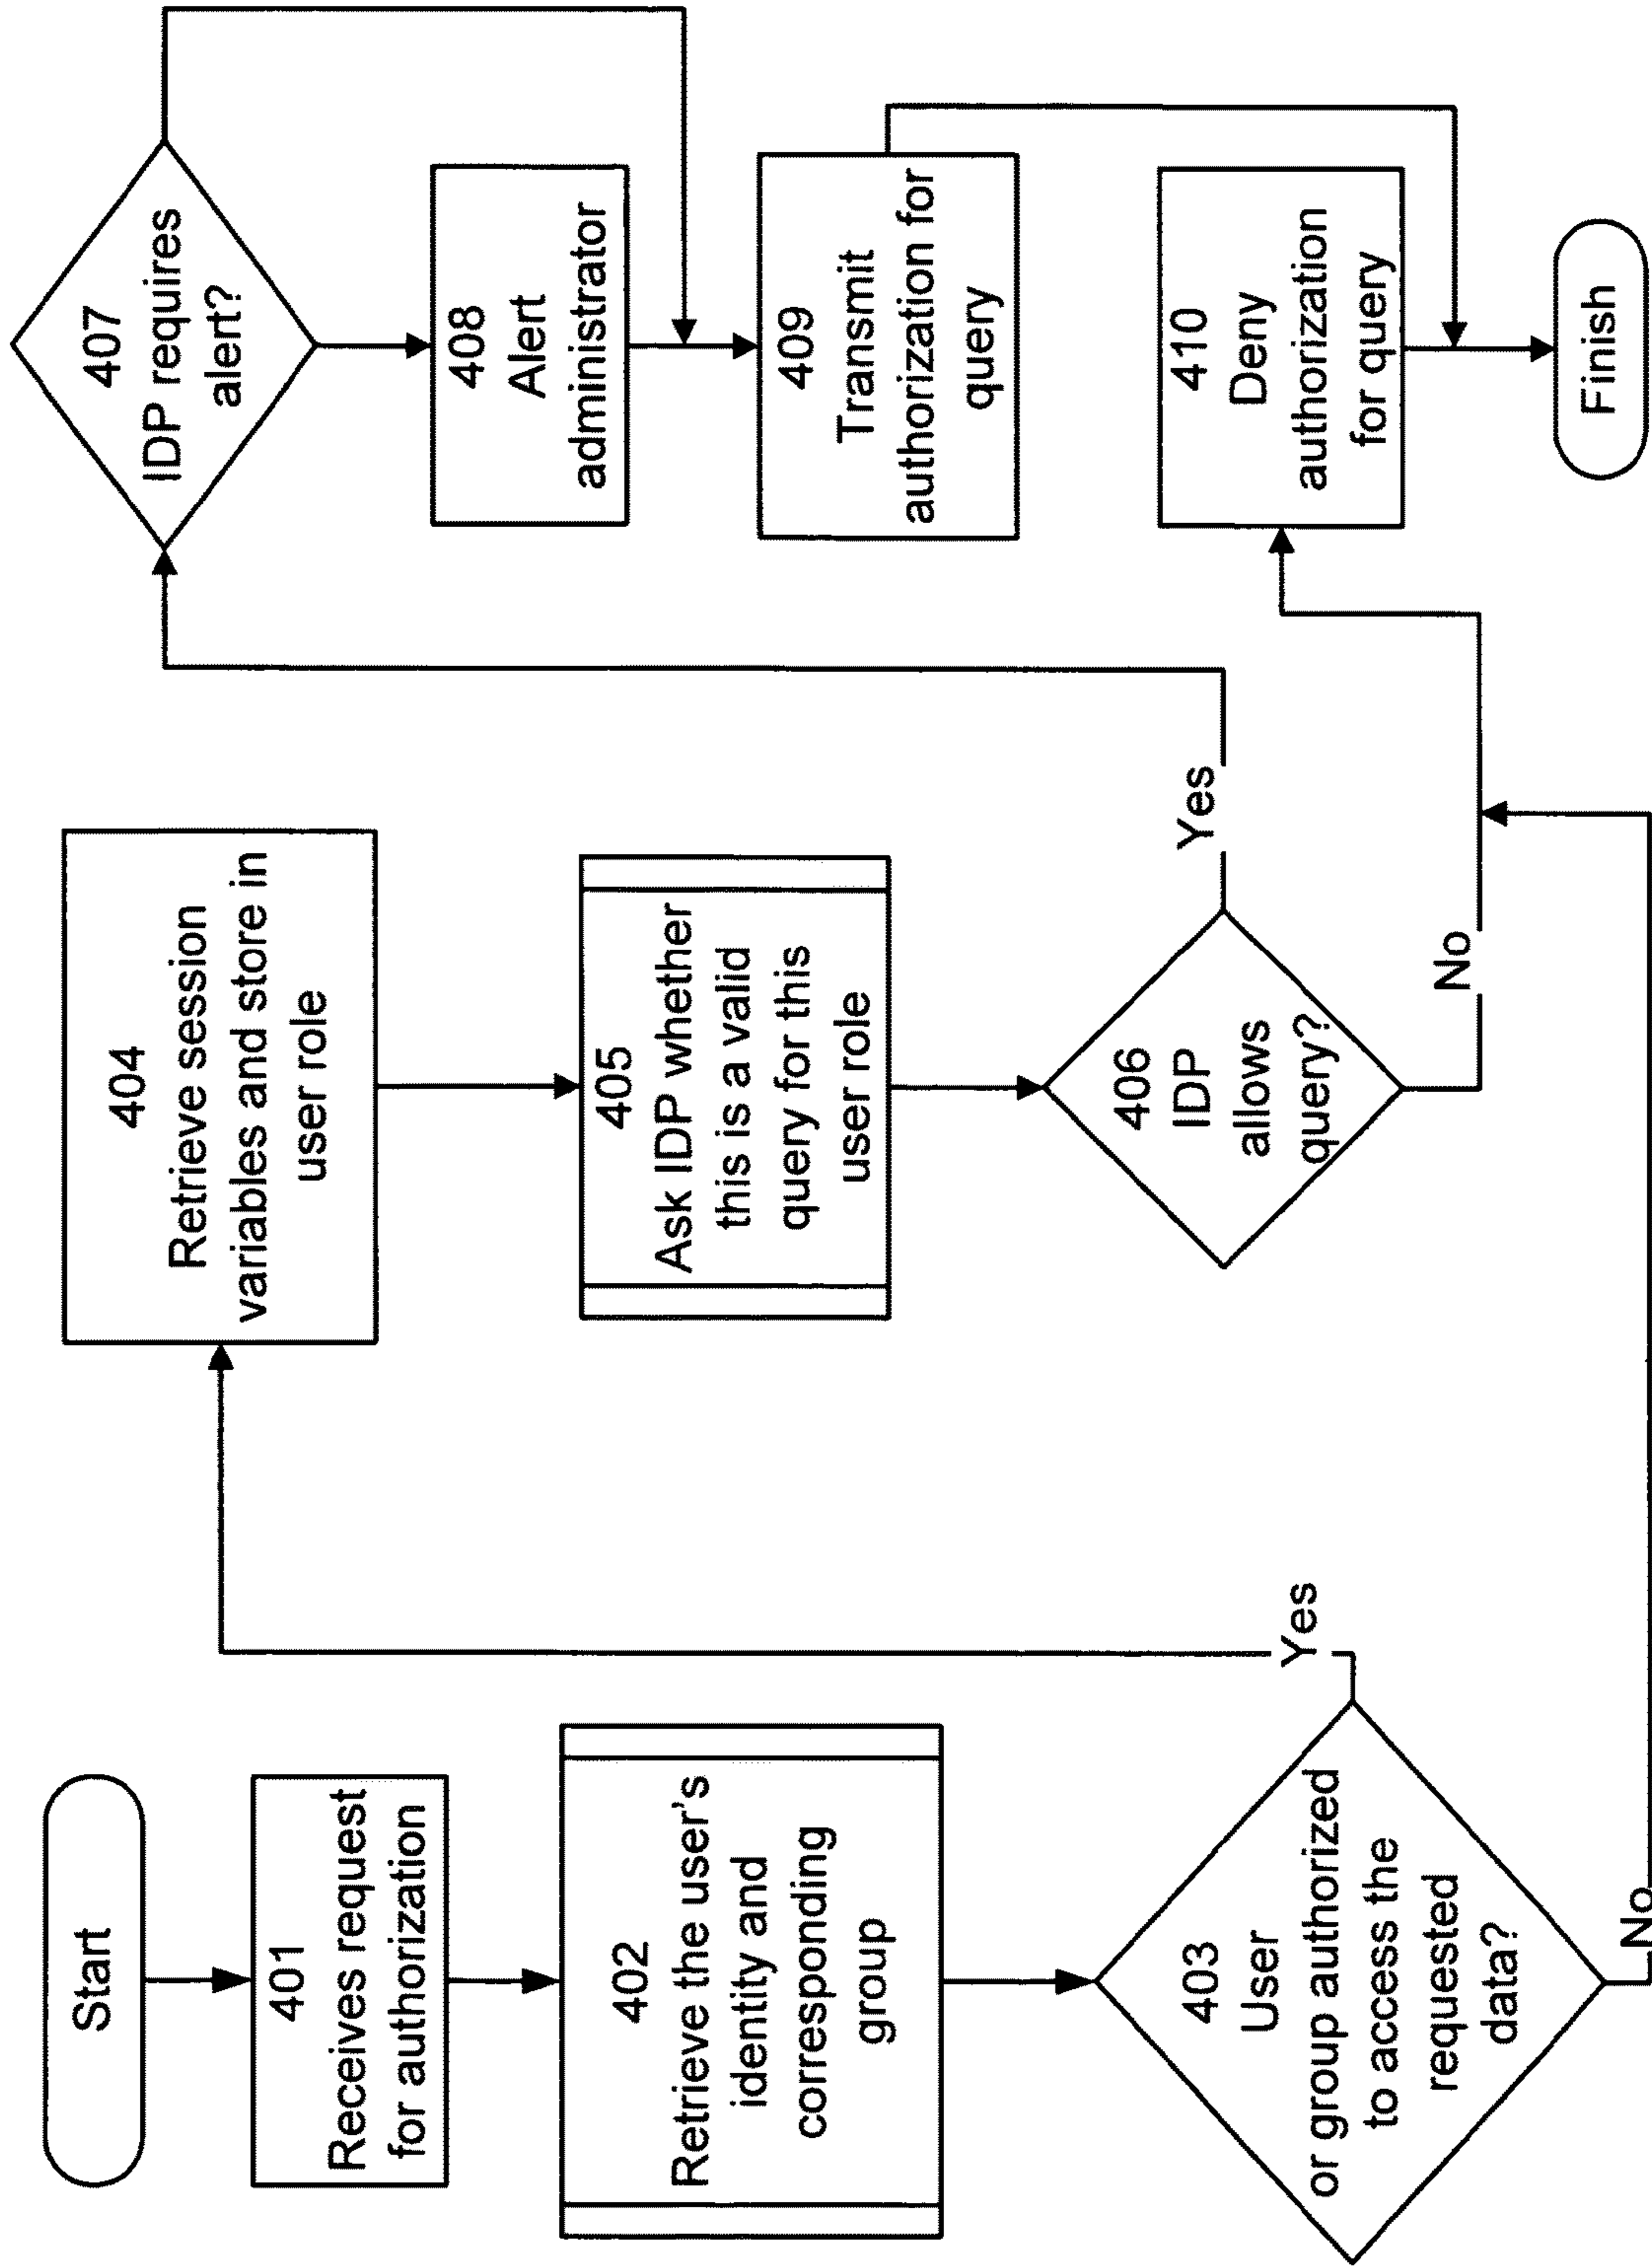 Start
401
Receives request
for authorization
402
Retrieve the user's
identity and
corresponding
group
403
User
or group authorized
to access the
requested
data?
Yes
No
404
Retrieve session
variables and store in
user role
405
Ask IDP whether
this is a valid
query for this
user role
406
IDP
allows
query?
Yes
No
407
IDP requires
alert?
408
Alert
administrator
409
Transmit
authorization for
query
410
Deny
authorization
for query
Finish